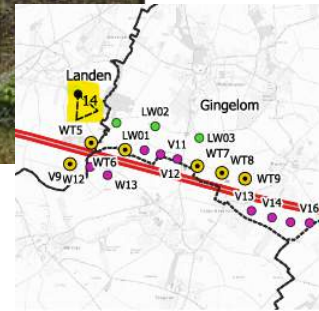 Landen
14
Gingelom
LW02
WT5
LW01
V11
LW03
WT7
WT8
WT6
V9
W12
W13
V12
WT9
V13
V14
V16